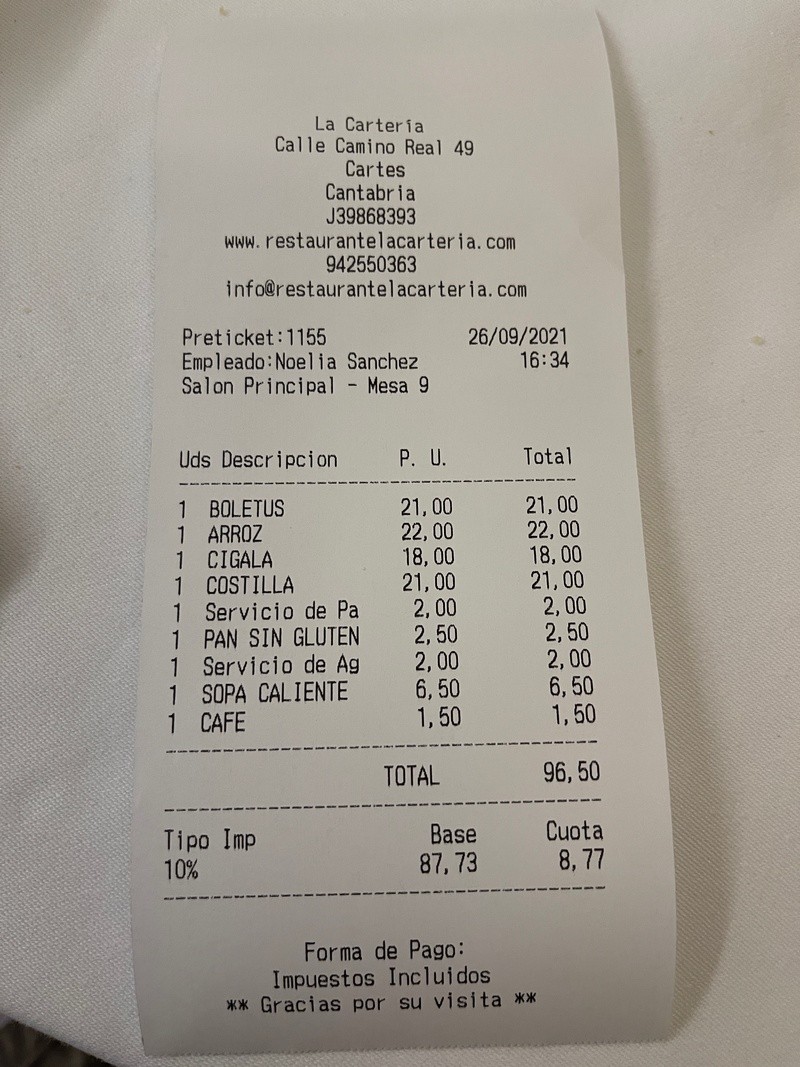 La Cartería
Calle Camino Real 49
Cartes
Cantabria
J39868393
www.restaurantelacarteria.com
942550363
info@restaurantelacarteria.com
Preticket:1155 26/09/2021
Empleado:Noelia Sanchez 16:34
Salon Principal - Mesa 9
Uds Descripcion P. U. Total
1 BOLETUS 21,00 21,00
1 ARROZ 22,00 22,00
1 CIGALA 18,00 18,00
1 COSTILLA 21,00 21,00
1 Servicio de Pa 2,00 2,00
1 PAN SIN GLUTEN 2,50 2,50
1 Servicio de Ag 2,00 2,00
1 SOPA CALIENTE 6,50 6,50
1 CAFE 1,50 1,50
TOTAL 96,50
Tipo Imp Base Cuota
10% 87,73 8,77
Forma de Pago:
Impuestos Incluidos
** Gracias por su visita **